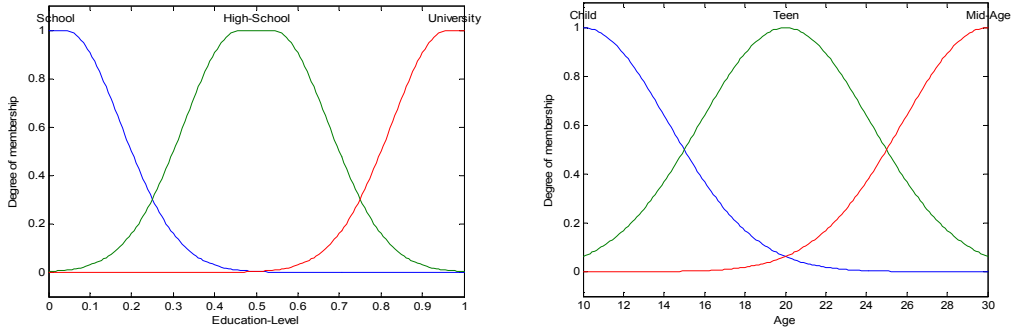 School High-School University
1
0.8
0.6
0.4
0.2
0
Degree of membership
0 0.1 0.2 0.3 0.4 0.5 0.6 0.7 0.8 0.9 1
Education-Level
Child Teen Mid-Age
1
0.8
0.6
0.4
0.2
0
Degree of membership
10 12 14 16 18 20 22 24 26 28 30
Age